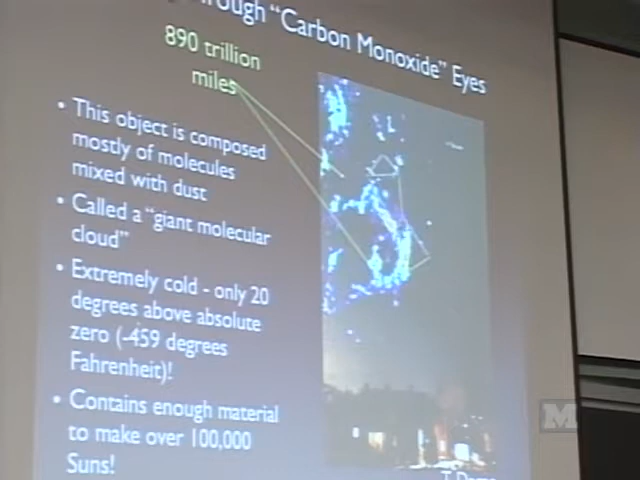 through "Carbon Monoxide" Eyes
890 trillion
miles
• This object is composed
mostly of molecules
mixed with dust
• Called a "giant molecular
cloud"
• Extremely cold - only 20
degrees above absolute
zero (-459 degrees
Fahrenheit)!
• Contains enough material
to make over 100,000
Suns!
M